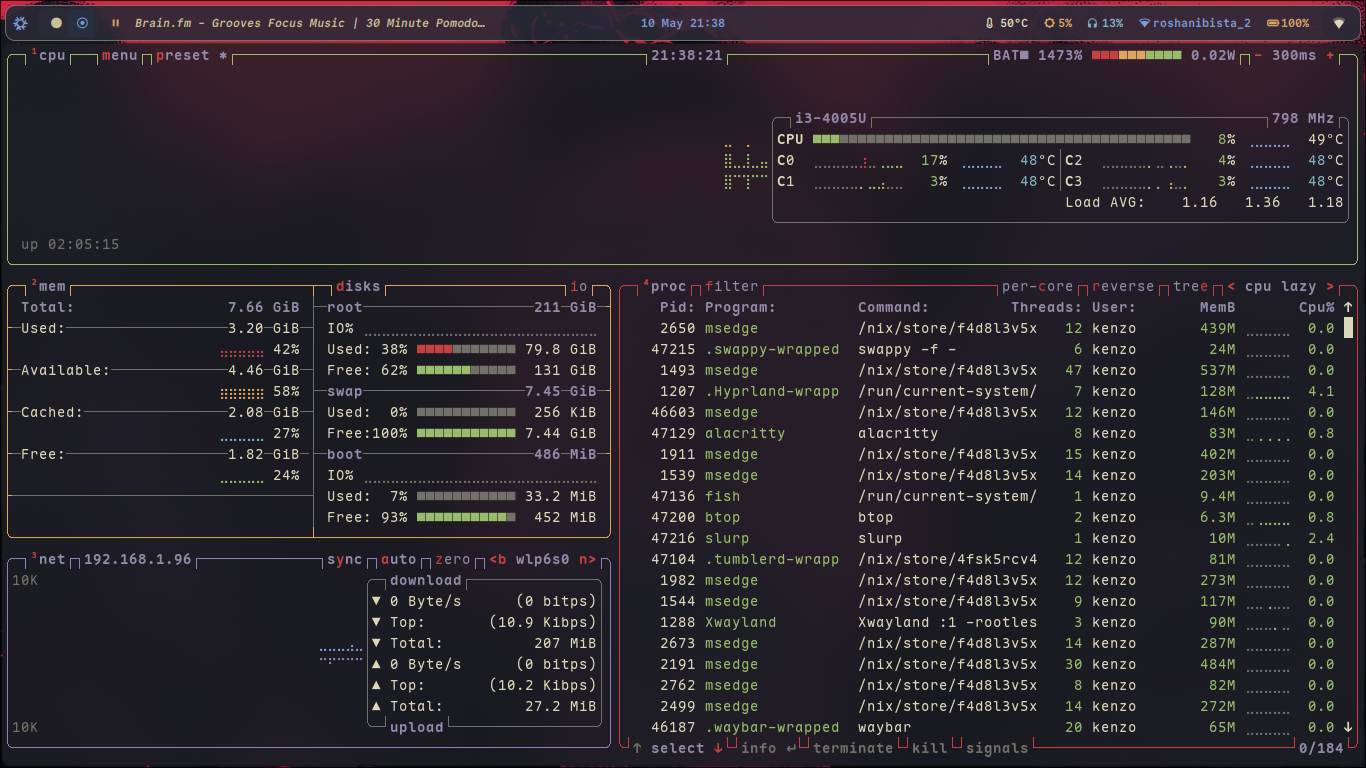 Brain.fm - Grooves Focus Music | 30 Minute Pomodo…
10 May 21:38
50°C 5% 13% roshanibista_2 100%
¹cpu menu preset * 21:38:21 BAT■ 1473% 0.02W - 300ms +
i3-4005U 798 MHz
CPU 8% 49°C
C0 17% 48°C C2 4% 48°C
C1 3% 48°C C3 3% 48°C
Load AVG: 1.16 1.36 1.18
up 02:05:15
²mem
Total: 7.66 GiB
Used: 3.20 GiB
42%
Available: 4.46 GiB
58%
Cached: 2.08 GiB
27%
Free: 1.82 GiB
24%
disks io
root 211 GiB
IO%
Used: 38% 79.8 GiB
Free: 62% 131 GiB
swap 7.45 GiB
Used: 0% 256 KiB
Free:100% 7.44 GiB
boot 486 MiB
IO%
Used: 7% 33.2 MiB
Free: 93% 452 MiB
³net 192.168.1.96 sync auto zero <b wlp6s0 n>
10K
download
▼ 0 Byte/s (0 bitps)
▼ Top: (10.9 Kibps)
▼ Total: 207 MiB
▲ 0 Byte/s (0 bitps)
▲ Top: (10.2 Kibps)
▲ Total: 27.2 MiB
upload
10K
⁴proc filter per-core reverse tree < cpu lazy >
Pid: Program: Command: Threads: User: MemB Cpu% ↑
2650 msedge /nix/store/f4d8l3v5x 12 kenzo 439M 0.0
47215 .swappy-wrapped swappy -f - 6 kenzo 24M 0.0
1493 msedge /nix/store/f4d8l3v5x 47 kenzo 537M 0.0
1207 .Hyprland-wrapp /run/current-system/ 7 kenzo 128M 4.1
46603 msedge /nix/store/f4d8l3v5x 12 kenzo 146M 0.0
47129 alacritty alacritty 8 kenzo 83M 0.8
1911 msedge /nix/store/f4d8l3v5x 15 kenzo 402M 0.0
1539 msedge /nix/store/f4d8l3v5x 14 kenzo 203M 0.0
47136 fish /run/current-system/ 1 kenzo 9.4M 0.0
47200 btop btop 2 kenzo 6.3M 0.8
47216 slurp slurp 1 kenzo 10M 2.4
47104 .tumblerd-wrapp /nix/store/4fsk5rcv4 12 kenzo 81M 0.0
1982 msedge /nix/store/f4d8l3v5x 12 kenzo 273M 0.0
1544 msedge /nix/store/f4d8l3v5x 9 kenzo 117M 0.0
1288 Xwayland Xwayland :1 -rootles 3 kenzo 90M 0.0
2673 msedge /nix/store/f4d8l3v5x 14 kenzo 287M 0.0
2191 msedge /nix/store/f4d8l3v5x 30 kenzo 484M 0.0
2762 msedge /nix/store/f4d8l3v5x 8 kenzo 82M 0.0
2499 msedge /nix/store/f4d8l3v5x 14 kenzo 272M 0.0
46187 .waybar-wrapped waybar 20 kenzo 65M 0.0 ↓
↑ select ↓ info ↵ terminate kill signals 0/184